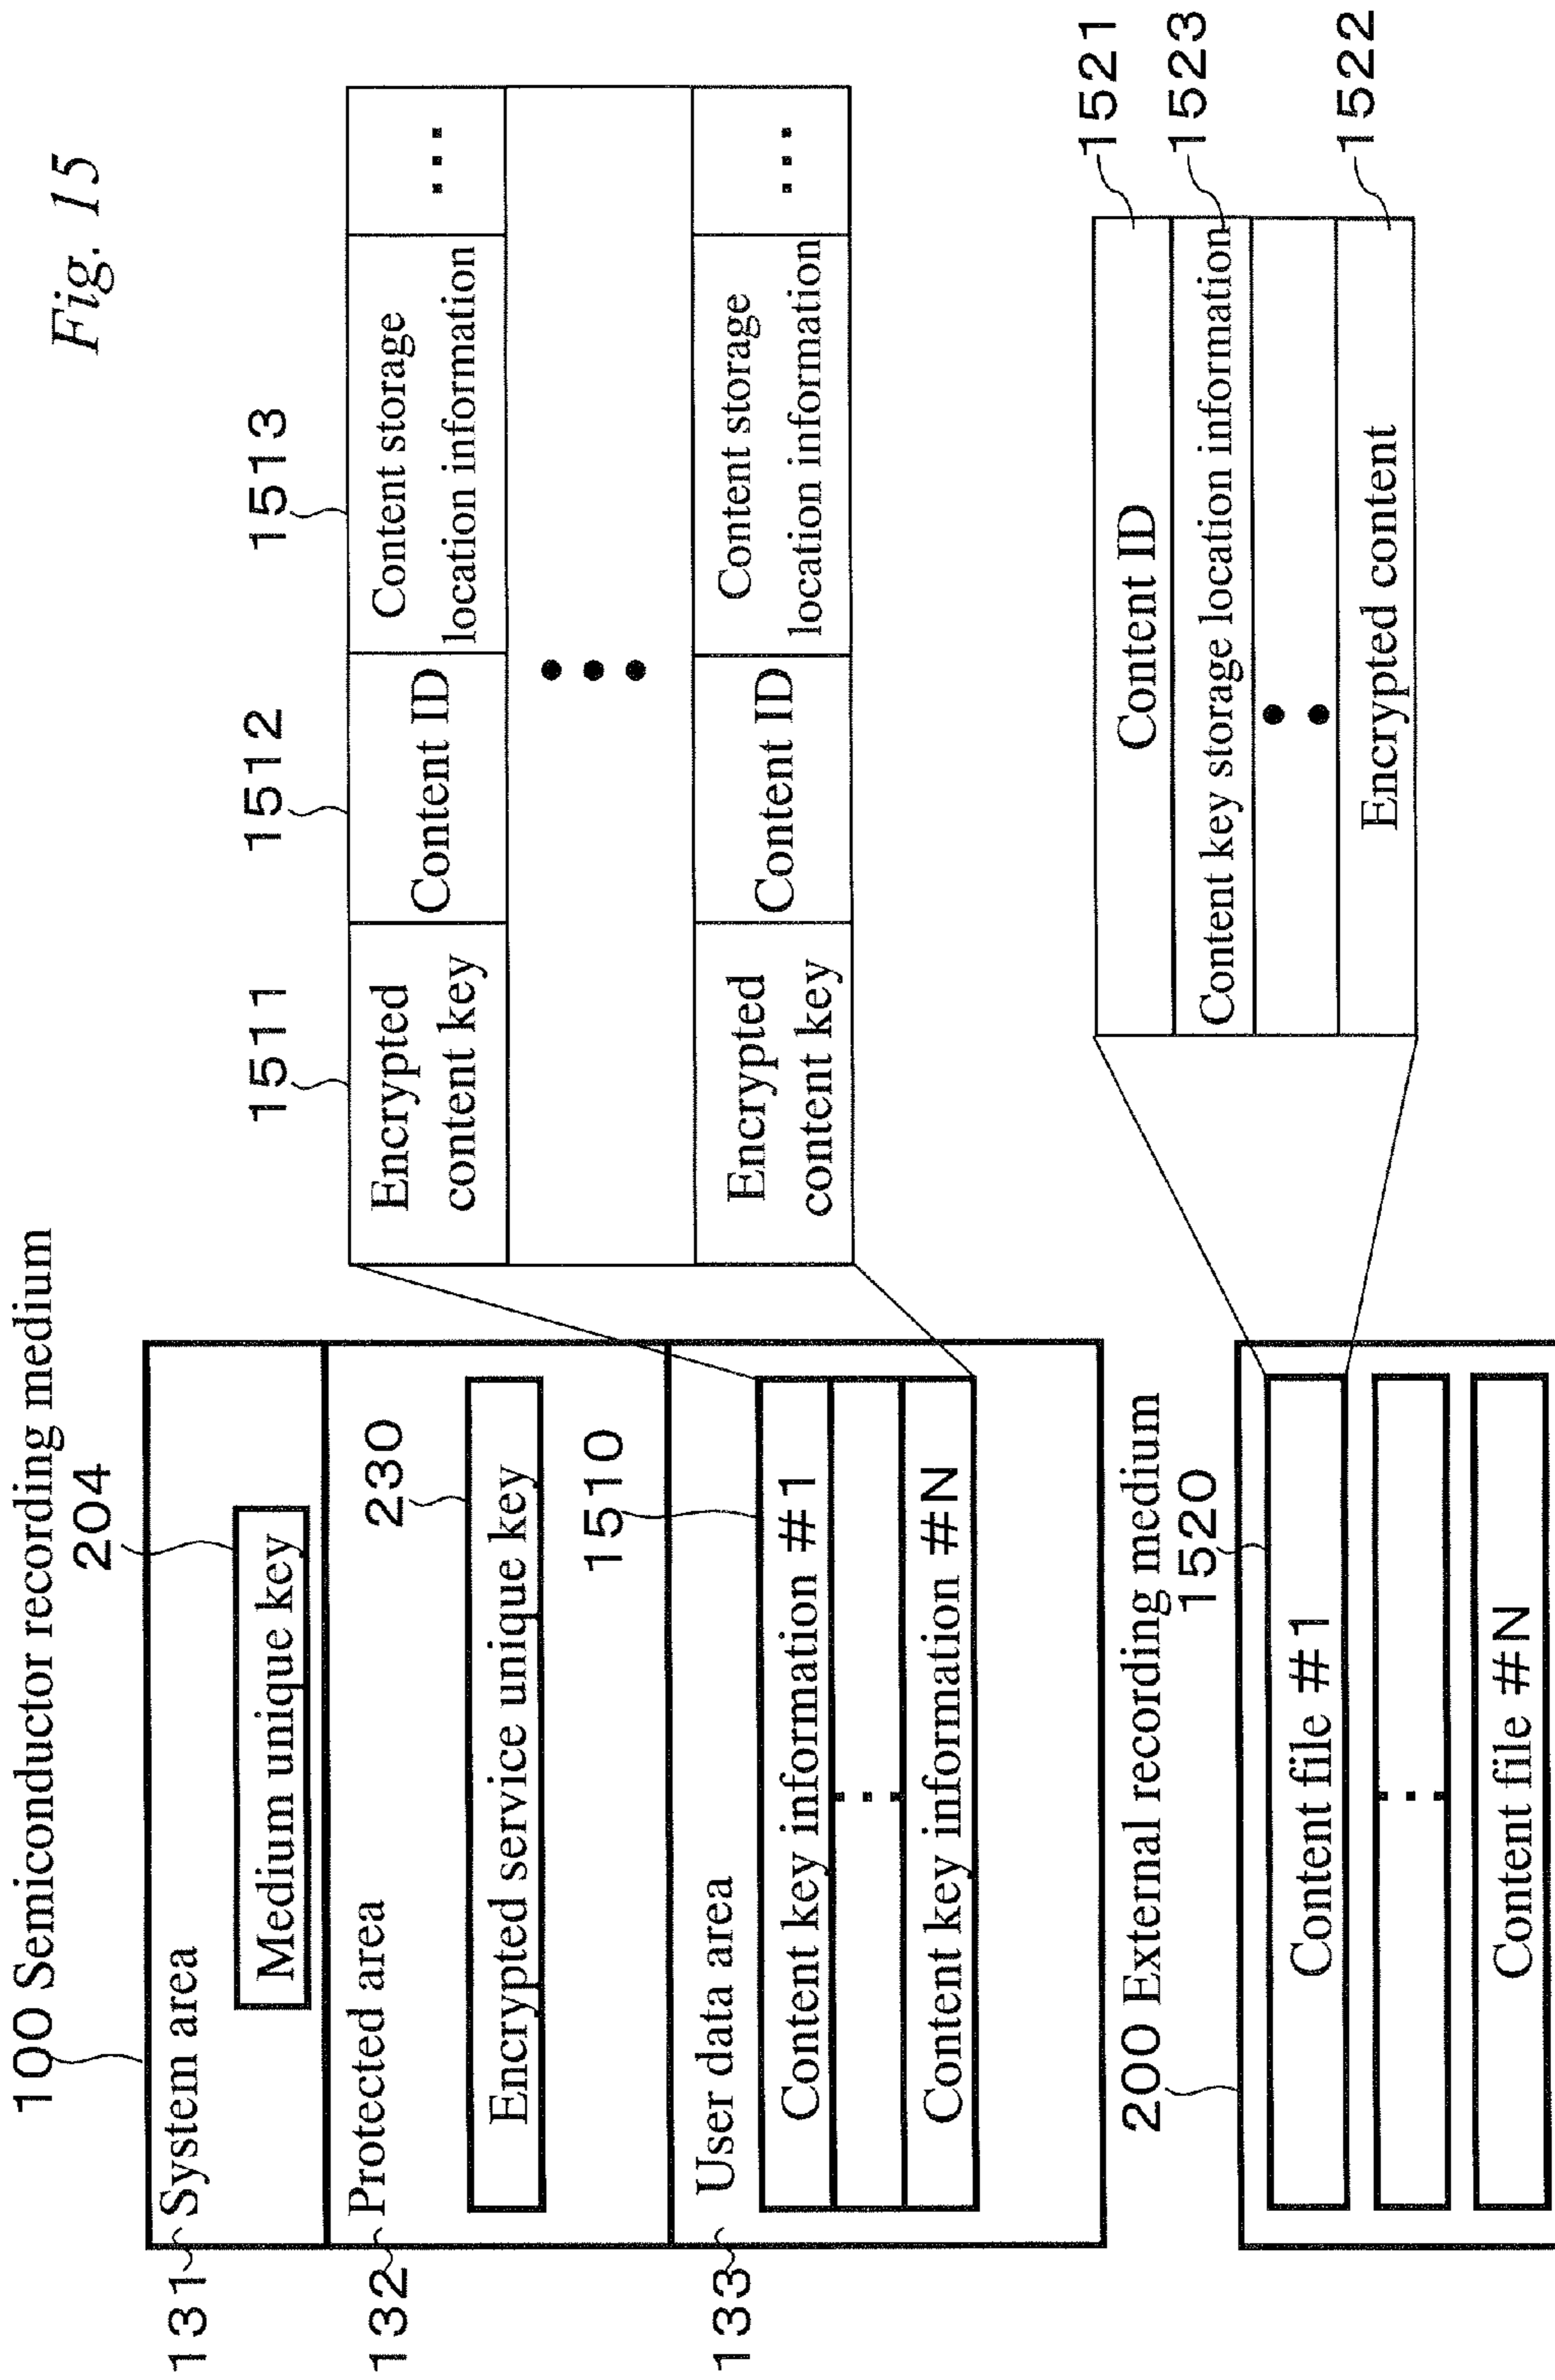 Fig. 15
100 Semiconductor recording medium
204
131 System area
Medium unique key
132 Protected area
230
Encrypted service unique key
1510
133 User data area
Content key information #1
...
Content key information #N
1511
1512
1513
Encrypted
content key
Content ID
Content storage
location information
...
Encrypted
content key
Content ID
Content storage
location information
...
200 External recording medium
1520
Content file #1
...
Content file #N
Content ID
1521
Content key storage location information
1523
Encrypted content
1522